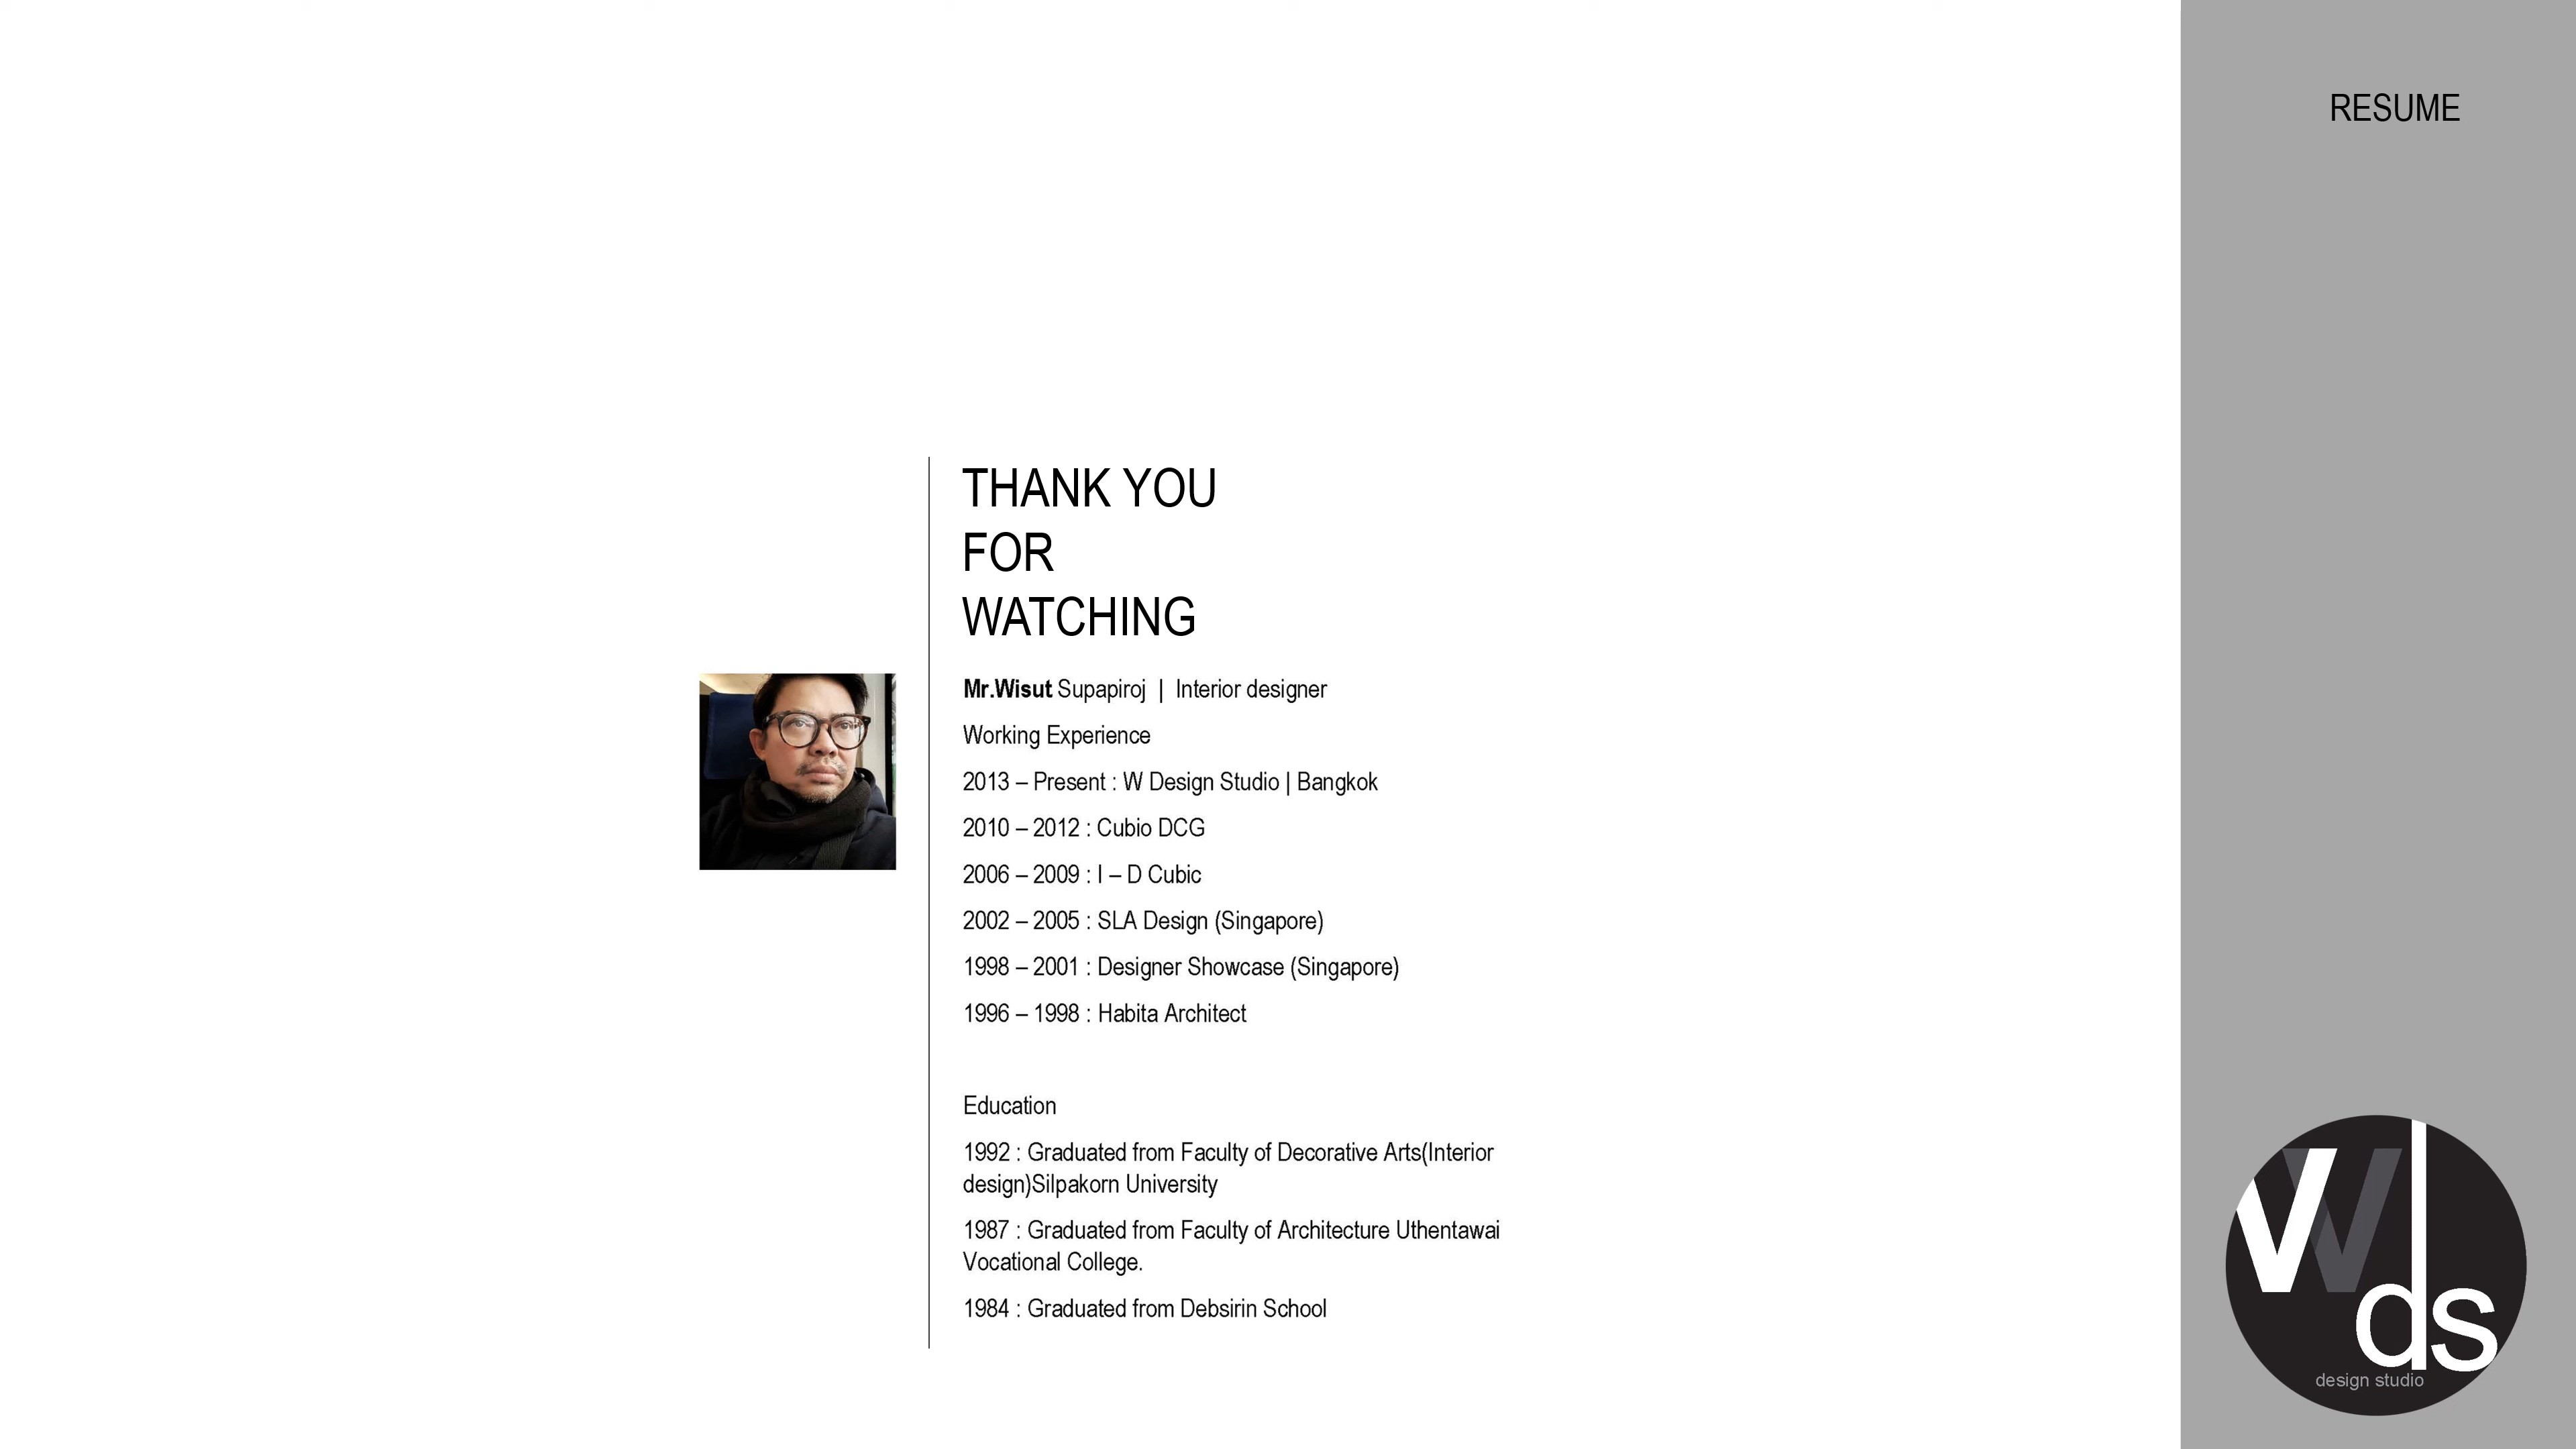 RESUME
THANK YOU
FOR
WATCHING
Mr.Wisut Supapiroj | Interior designer
Working Experience
2013 – Present : W Design Studio | Bangkok
2010 – 2012 : Cubio DCG
2006 – 2009 : I – D Cubic
2002 – 2005 : SLA Design (Singapore)
1998 – 2001 : Designer Showcase (Singapore)
1996 – 1998 : Habita Architect
Education
1992 : Graduated from Faculty of Decorative Arts(Interior
design)Silpakorn University
1987 : Graduated from Faculty of Architecture Uthentawai
Vocational College.
1984 : Graduated from Debsirin School
W
ds
design studio